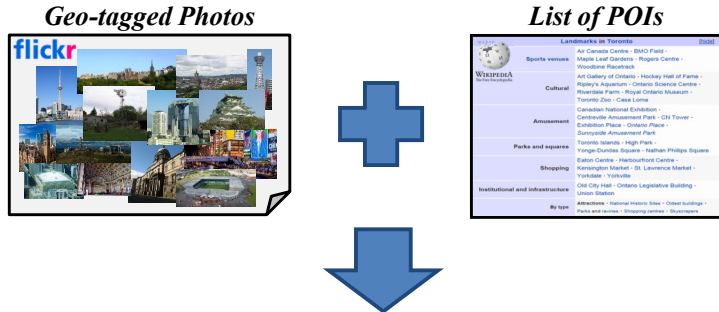 Geo-tagged Photos
List of POIs
flickr
WIKIPEDIA
The Free Encyclopedia
Landmarks in Toronto
[hide]
Sports venues
Air Canada Centre · BMO Field ·
Maple Leaf Gardens · Rogers Centre ·
Woodbine Racetrack
Cultural
Art Gallery of Ontario · Hockey Hall of Fame ·
Ripley's Aquarium · Ontario Science Centre ·
Riverdale Farm · Royal Ontario Museum ·
Toronto Zoo · Casa Loma
Amusement
Canadian National Exhibition ·
Centreville Amusement Park · CN Tower ·
Exhibition Place · Ontario Place ·
Sunnyside Amusement Park
Parks and squares
Toronto Islands · High Park ·
Yonge-Dundas Square · Nathan Phillips Square
Shopping
Eaton Centre · Harbourfront Centre ·
Kensington Market · St. Lawrence Market ·
Yorkdale · Yorkville
Institutional and infrastructure
Old City Hall · Ontario Legislative Building ·
Union Station
By type
Attractions · National Historic Sites · Oldest buildings ·
Parks and ravines · Shopping centres · Skyscrapers